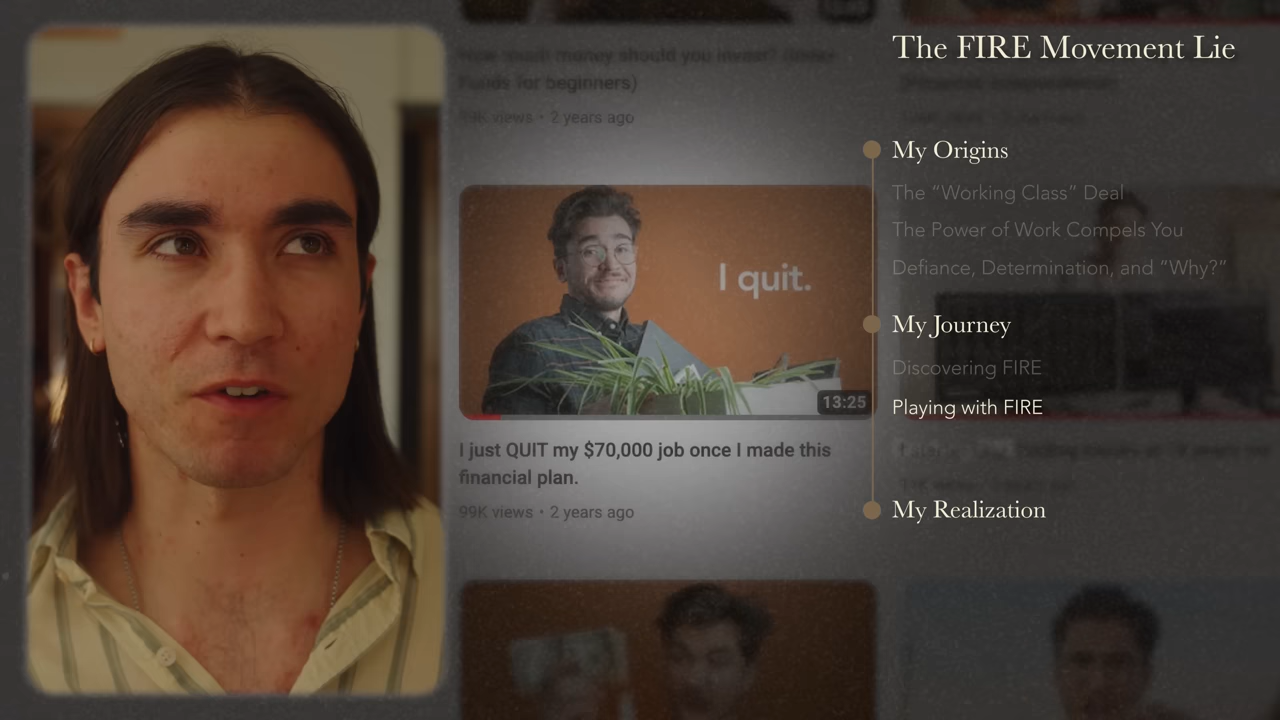 The FIRE Movement Lie
How much money should you invest? (Index
Funds for beginners)
99K views • 2 years ago
My Origins
The “Working Class” Deal
The Power of Work Compels You
Defiance, Determination, and “Why?”
I quit.
My Journey
Discovering FIRE
13:25
Playing with FIRE
I just QUIT my $70,000 job once I made this
financial plan.
99K views • 2 years ago
My Realization